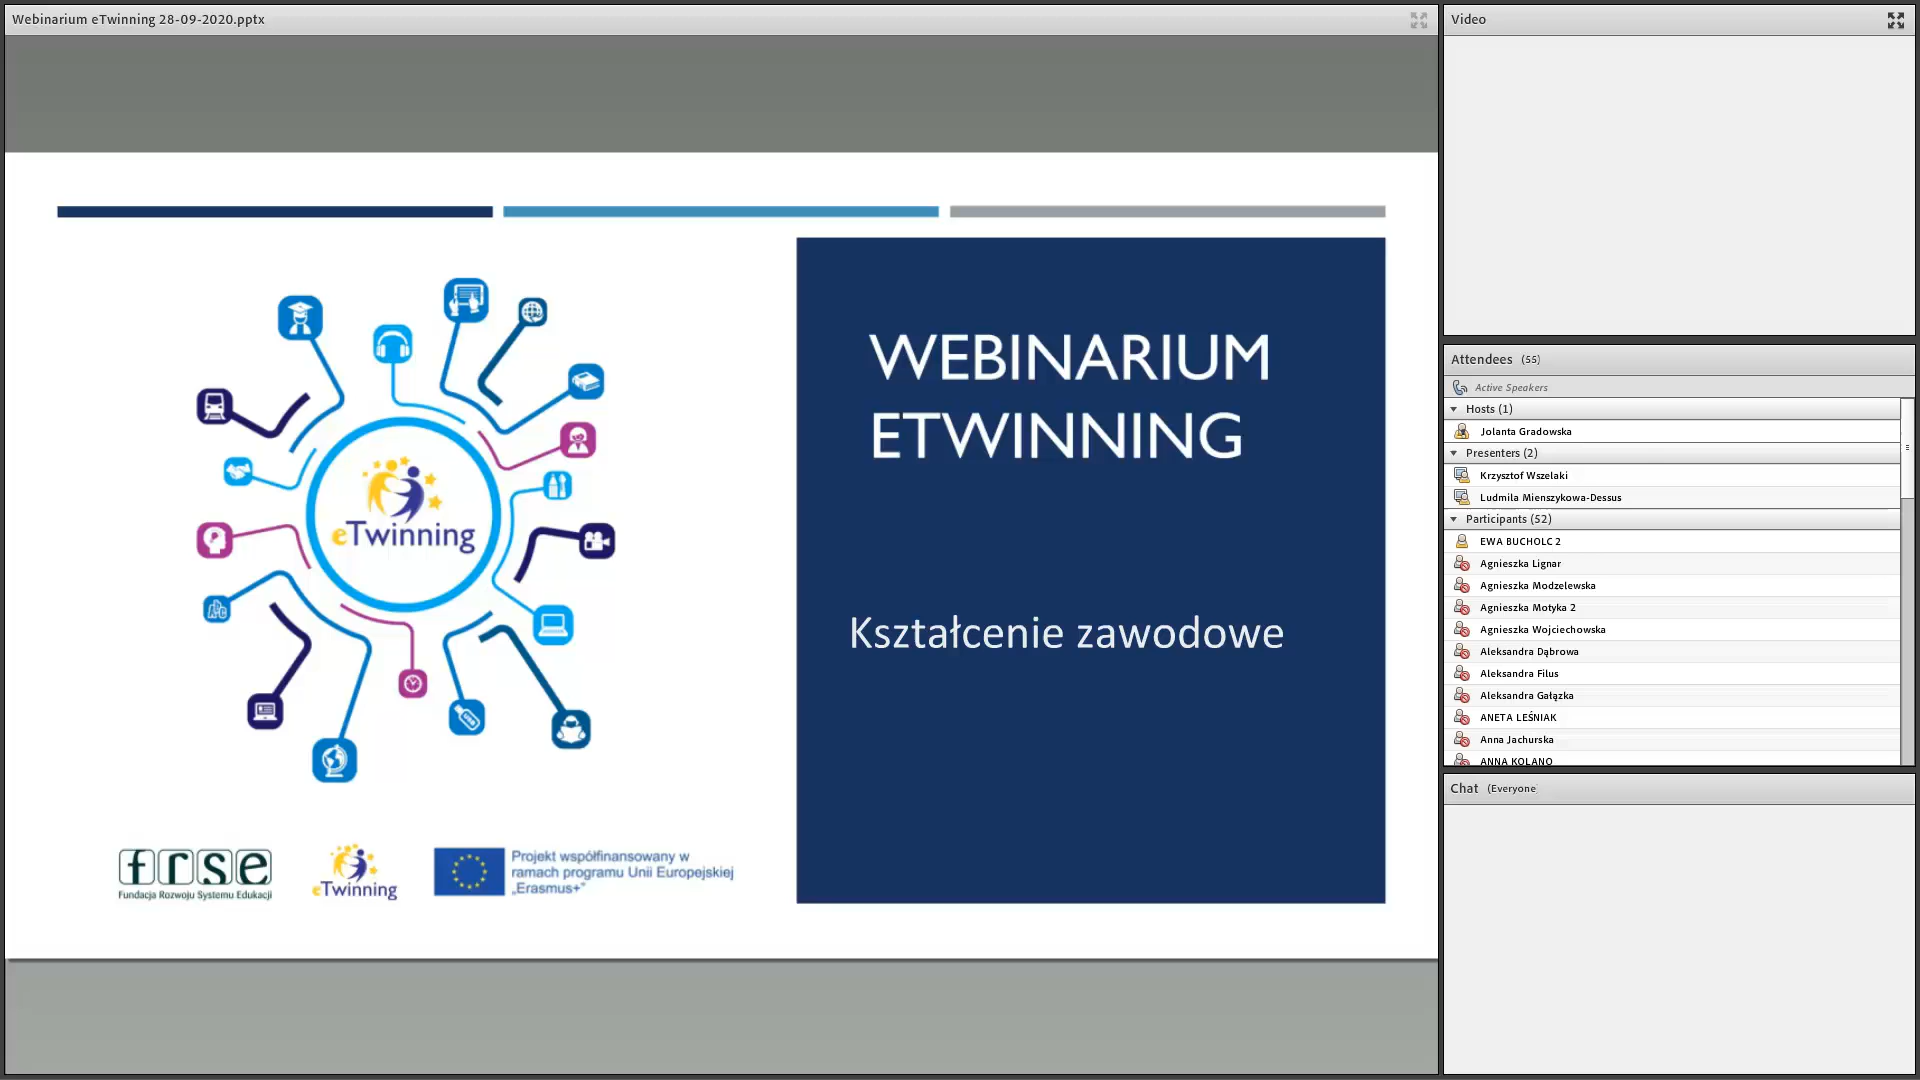 Webinarium eTwinning 28-09-2020.pptx
WEBINARIUM
ETWINNING
Kształcenie zawodowe
eTwinning
frse
Fundacja Rozwoju Systemu Edukacji
eTwinning
Projekt współfinansowany w
ramach programu Unii Europejskiej
„Erasmus+”
Video
Attendees (55)
Active Speakers
Hosts (1)
Jolanta Gradowska
Presenters (2)
Krzysztof Wszelaki
Ludmila Mienszykowa-Dessus
Participants (52)
EWA BUCHOLC 2
Agnieszka Lignar
Agnieszka Modzelewska
Agnieszka Motyka 2
Agnieszka Wojciechowska
Aleksandra Dąbrowa
Aleksandra Filus
Aleksandra Gałązka
ANETA LEŚNIAK
Anna Jachurska
ANNA KOLANO
Chat (Everyone